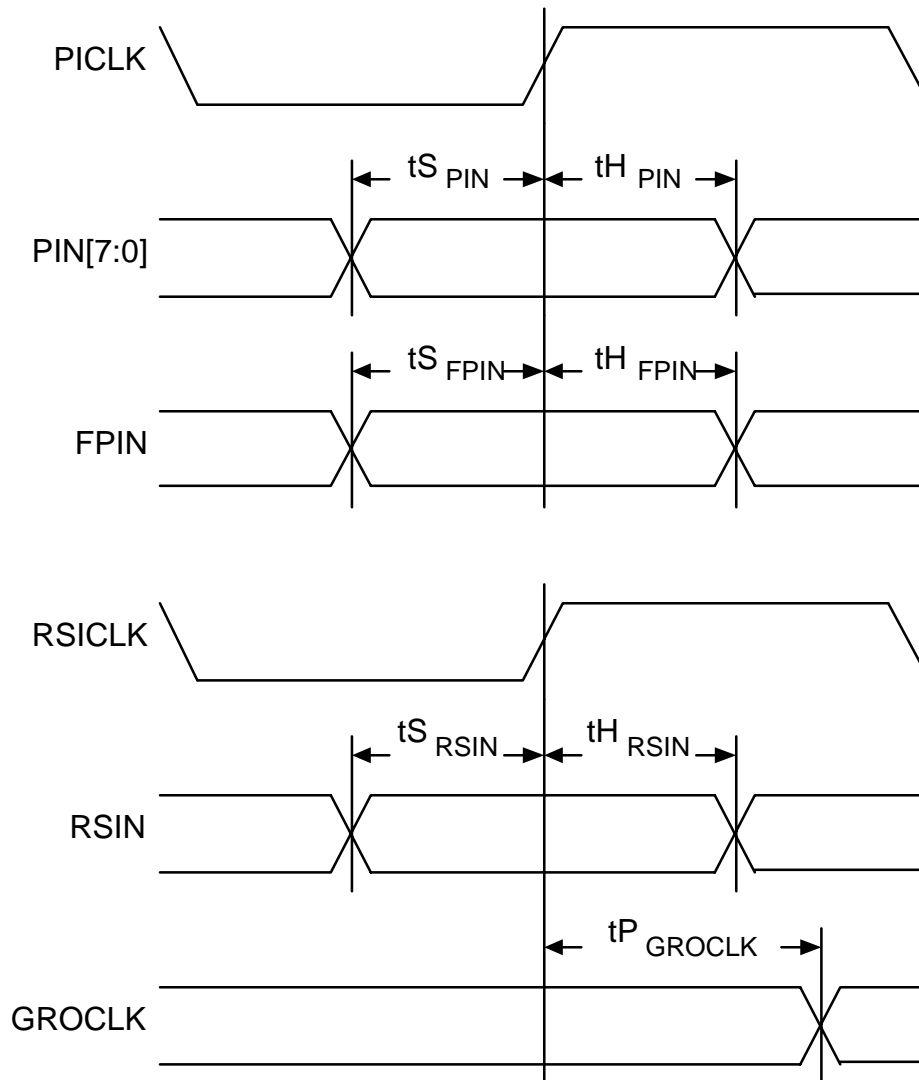 PICLK
tS PIN tH PIN
PIN[7:0]
tS FPIN tH FPIN
FPIN
RSICLK
tS RSIN tH RSIN
RSIN
tP GROCLK
GROCLK